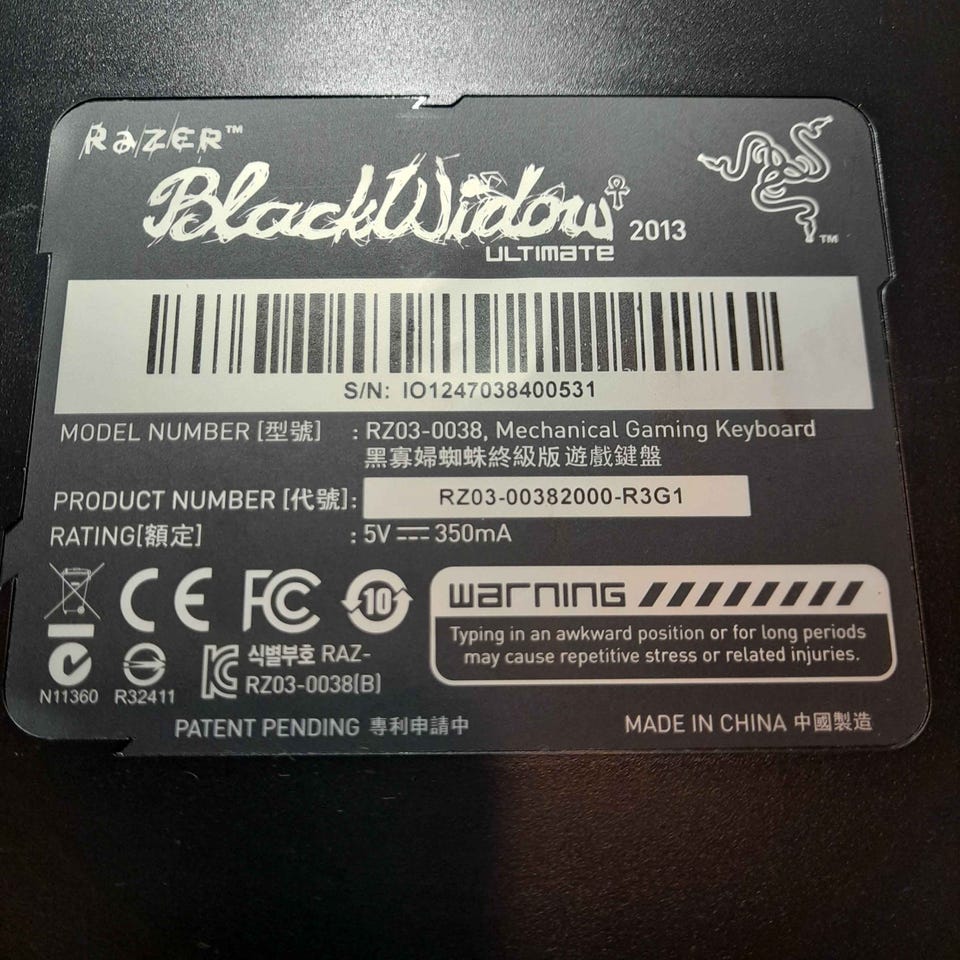 RAZER™
BlackWidow 2013
ULTIMATE
™
S/N: IO1247038400531
MODEL NUMBER [型號] : RZ03-0038, Mechanical Gaming Keyboard
黑寡婦蜘蛛終級版遊戲鍵盤
PRODUCT NUMBER [代號]: RZ03-00382000-R3G1
RATING[額定] : 5V ⎓ 350mA
CE FC 10
warning
Typing in an awkward position or for long periods
may cause repetitive stress or related injuries.
N11360 R32411
식별부호 RAZ-
RZ03-0038(B)
PATENT PENDING 專利申請中
MADE IN CHINA 中國製造